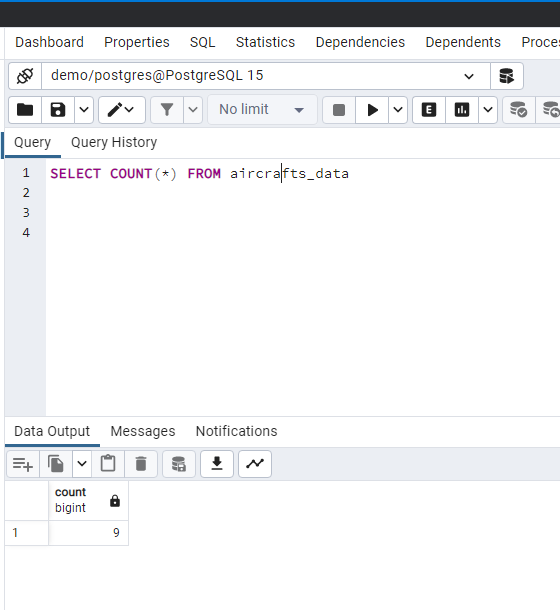 Dashboard Properties SQL Statistics Dependencies Dependents Proce
demo/postgres@PostgreSQL 15
No limit E
Query Query History
1 SELECT COUNT(*) FROM aircrafts_data
2
3
4
Data Output Messages Notifications
count
bigint
1 9